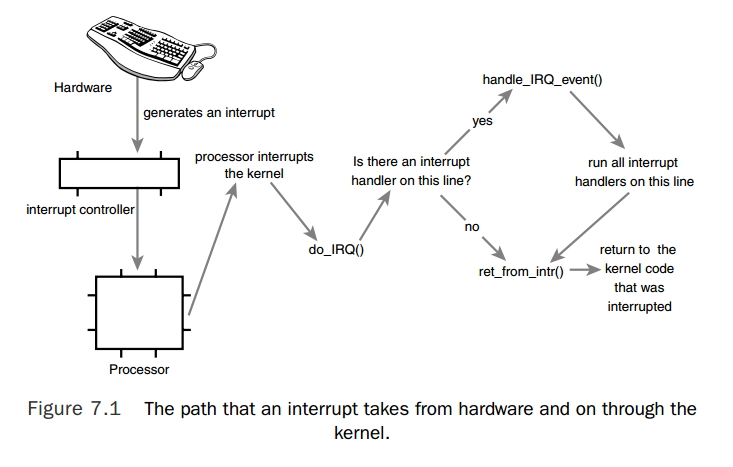 Hardware
generates an interrupt
interrupt controller
Processor
processor interrupts
the kernel
do_IRQ()
Is there an interrupt
handler on this line?
yes
no
handle_IRQ_event()
run all interrupt
handlers on this line
ret_from_intr()
return to the
kernel code
that was
interrupted
Figure 7.1 The path that an interrupt takes from hardware and on through the
kernel.